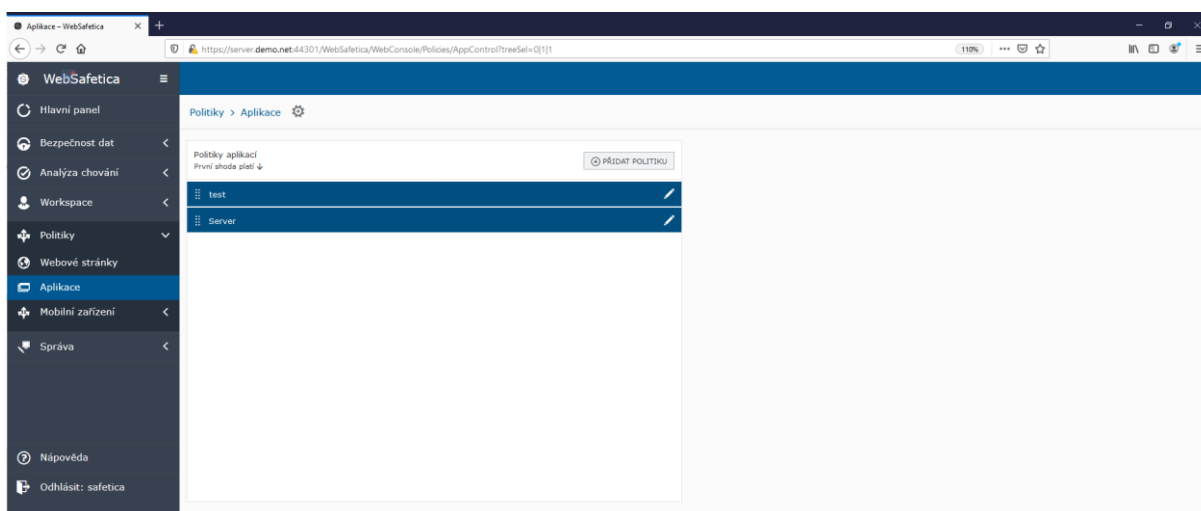 Aplikace – WebSafetica
https://server.demo.net:44301/WebSafetica/WebConsole/Policies/AppControl?treeSel=0|1|1
110%
WebSafetica
Hlavní panel
Bezpečnost dat
Analýza chování
Workspace
Politiky
Webové stránky
Aplikace
Mobilní zařízení
Správa
Nápověda
Odhlásit: safetica
Politiky > Aplikace
Politiky aplikací
První shoda platí ↓
PŘIDAT POLITIKU
test
Server